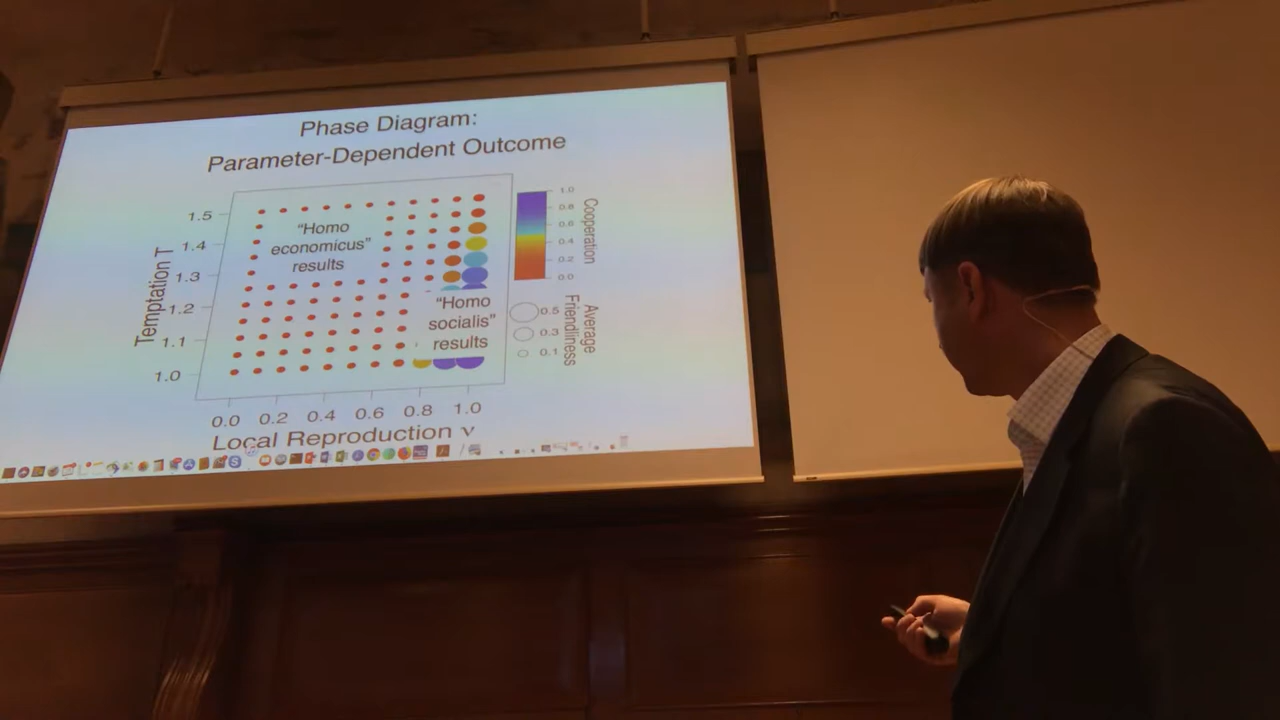 Phase Diagram:
Parameter-Dependent Outcome
Temptation T
1.5
1.4
1.3
1.2
1.1
1.0
"Homo
economicus"
results
"Homo
socialis"
results
0.0 0.2 0.4 0.6 0.8 1.0
Local Reproduction ν
1.0
0.8
0.6
0.4
0.2
0.0
Cooperation
0.5
0.3
0.1
Average
Friendliness